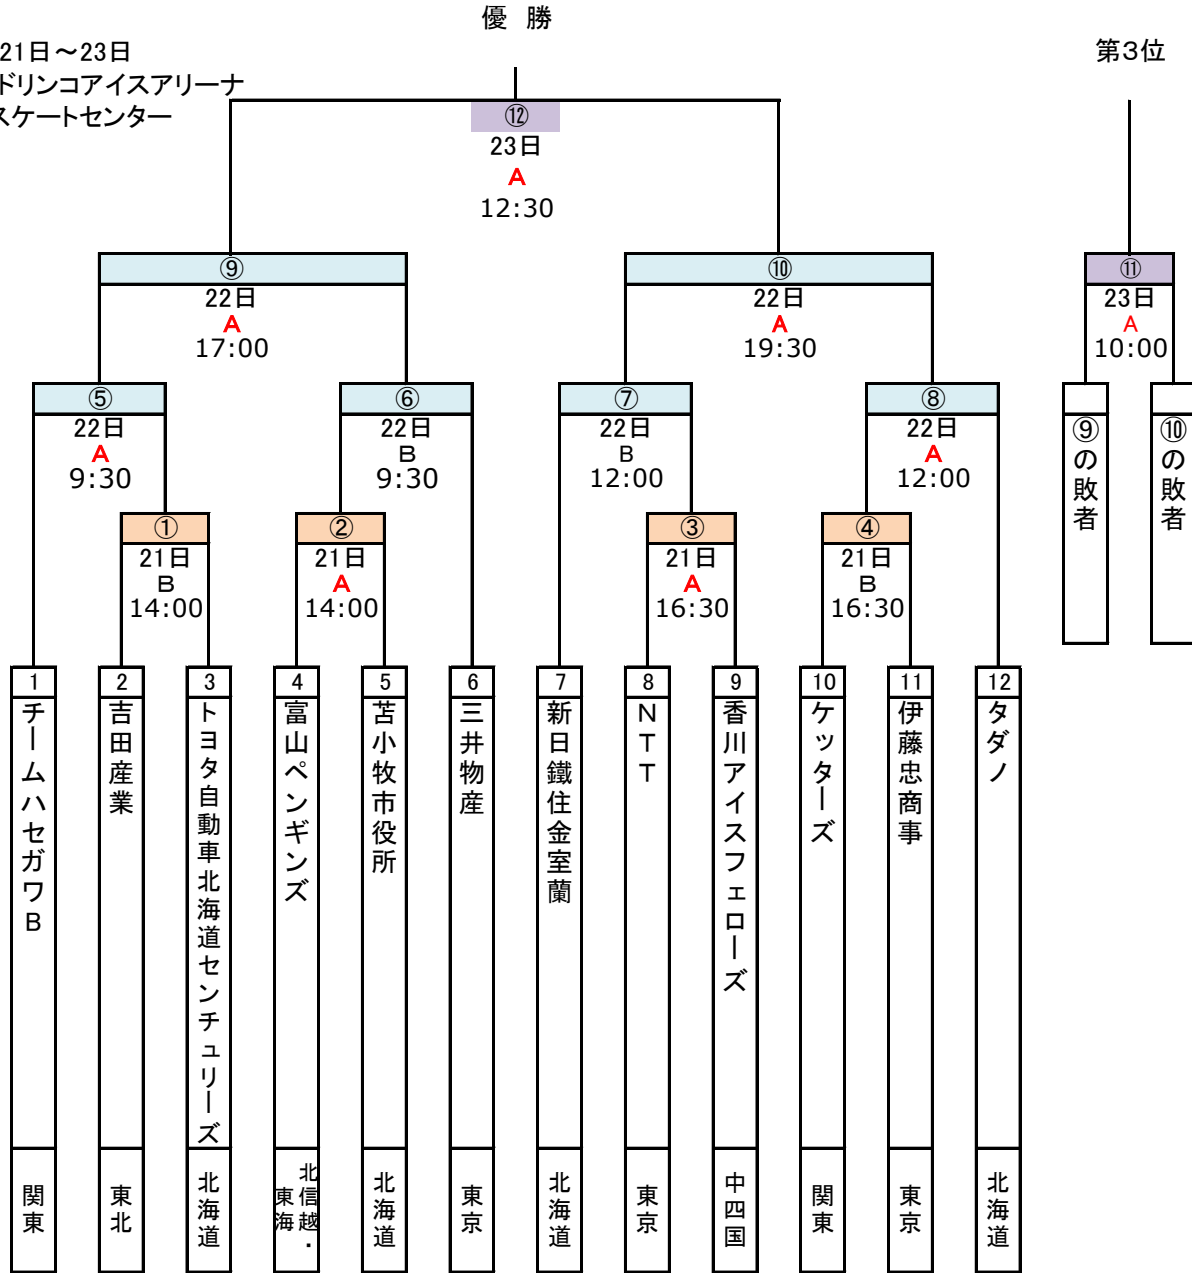 優 勝
21日～23日
ドリンコアイスアリーナ
スケートセンター
第3位
⑫
23日
A
12:30
⑨
22日
A
17:00
⑩
22日
A
19:30
⑪
23日
A
10:00
⑤
22日
A
9:30
⑥
22日
B
9:30
⑦
22日
B
12:00
⑧
22日
A
12:00
⑨の敗者
⑩の敗者
①
21日
B
14:00
②
21日
A
14:00
③
21日
A
16:30
④
21日
B
16:30
1
チームハセガワB
関東
2
吉田産業
東北
3
トヨタ自動車北海道センチュリーズ
北海道
4
富山ペンギンズ
北信越・
東海
5
苫小牧市役所
北海道
6
三井物産
東京
7
新日鐵住金室蘭
北海道
8
NTT
東京
9
香川アイスフェローズ
中四国
10
ケッターズ
関東
11
伊藤忠商事
東京
12
タダノ
北海道